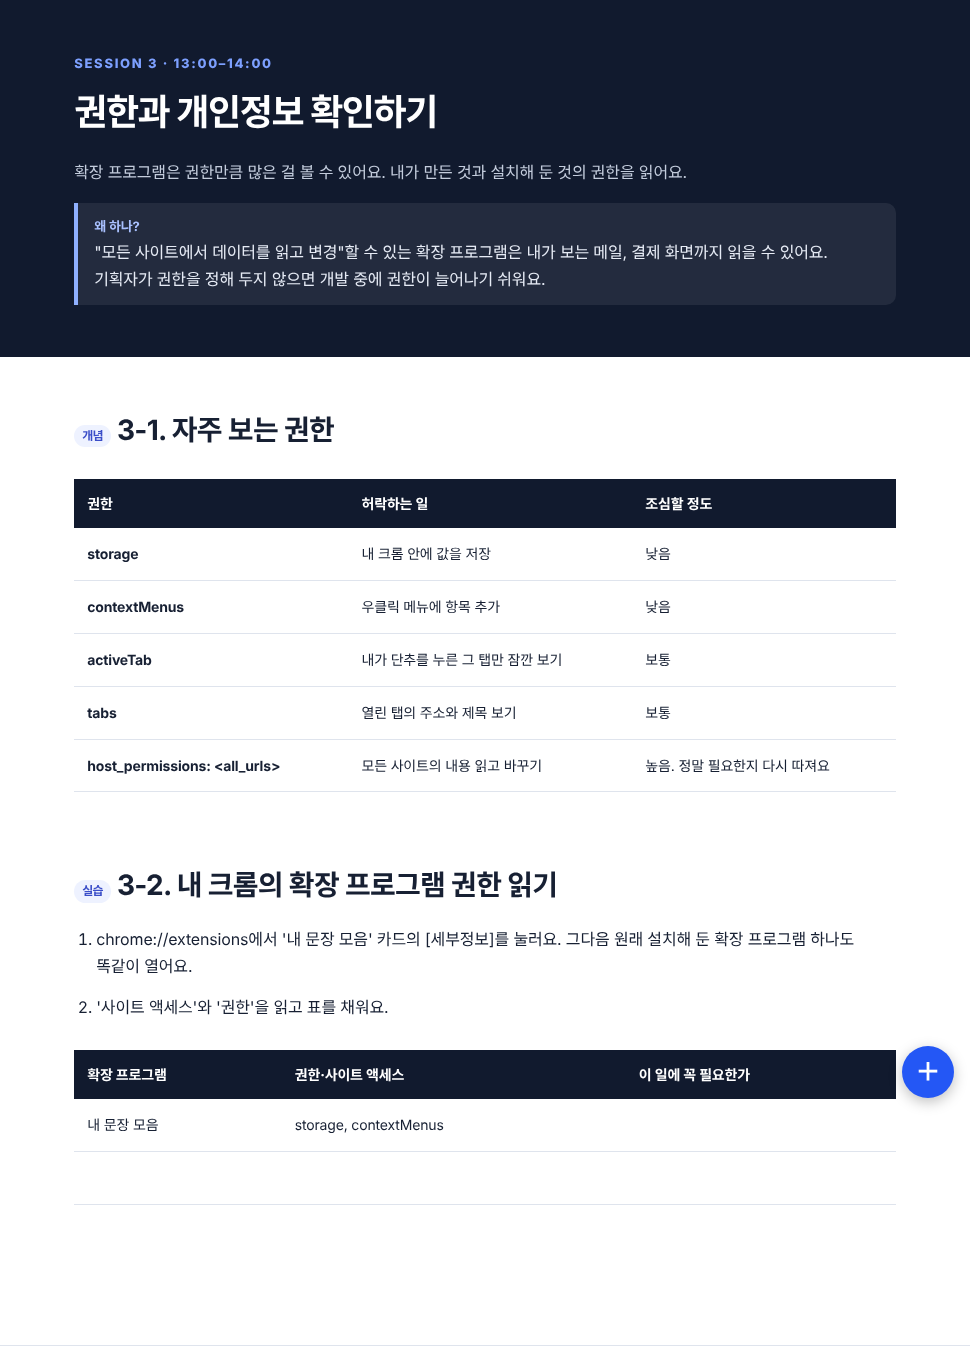 SESSION 3 · 13:00–14:00
권한과 개인정보 확인하기
확장 프로그램은 권한만큼 많은 걸 볼 수 있어요. 내가 만든 것과 설치해 둔 것의 권한을 읽어요.
왜 하나?
"모든 사이트에서 데이터를 읽고 변경"할 수 있는 확장 프로그램은 내가 보는 메일, 결제 화면까지 읽을 수 있어요.
기획자가 권한을 정해 두지 않으면 개발 중에 권한이 늘어나기 쉬워요.
개념 3-1. 자주 보는 권한
권한 허락하는 일 조심할 정도
storage 내 크롬 안에 값을 저장 낮음
contextMenus 우클릭 메뉴에 항목 추가 낮음
activeTab 내가 단추를 누른 그 탭만 잠깐 보기 보통
tabs 열린 탭의 주소와 제목 보기 보통
host_permissions: <all_urls> 모든 사이트의 내용 읽고 바꾸기 높음. 정말 필요한지 다시 따져요
실습 3-2. 내 크롬의 확장 프로그램 권한 읽기
1. chrome://extensions에서 '내 문장 모음' 카드의 [세부정보]를 눌러요. 그다음 원래 설치해 둔 확장 프로그램 하나도
똑같이 열어요.
2. '사이트 액세스'와 '권한'을 읽고 표를 채워요.
확장 프로그램 권한·사이트 액세스 이 일에 꼭 필요한가
내 문장 모음 storage, contextMenus